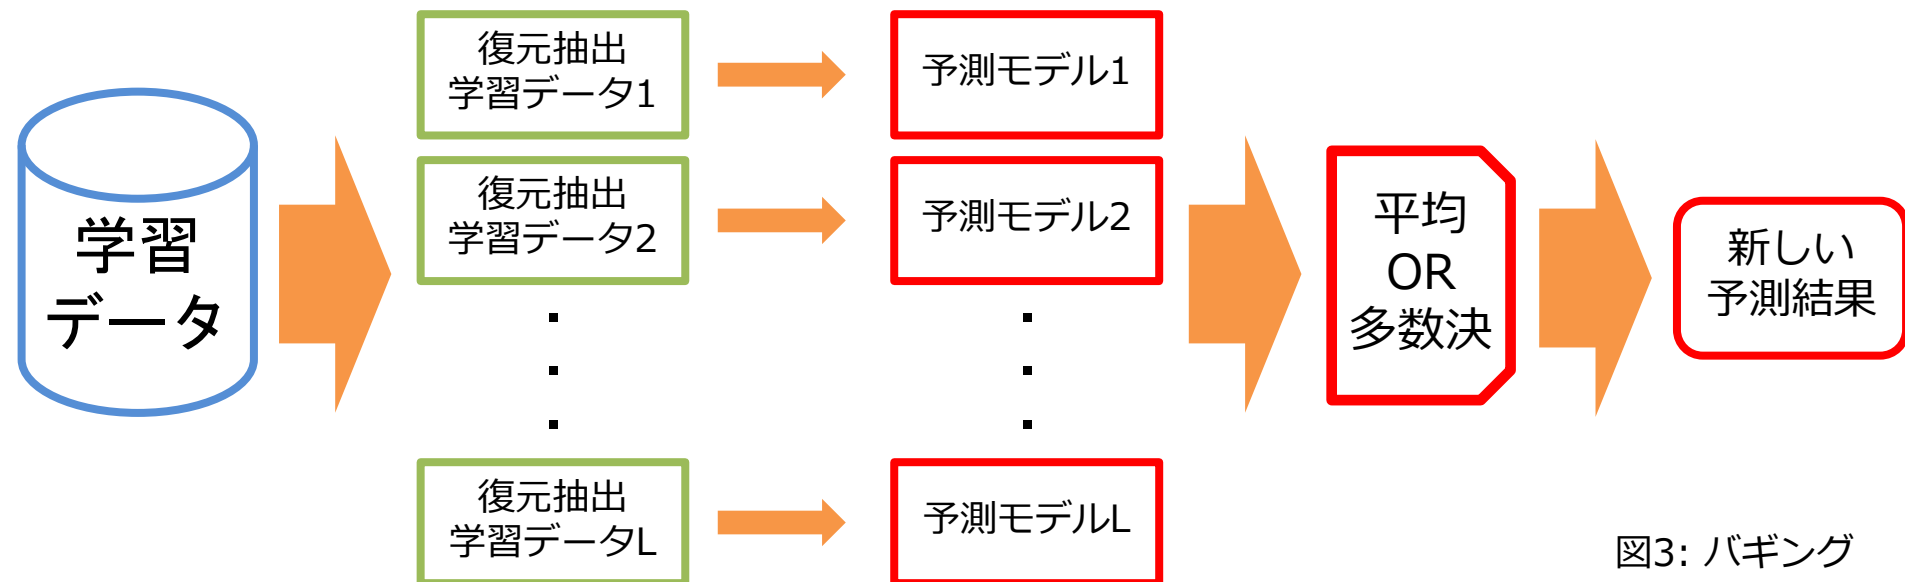 学習
データ
復元抽出
学習データ1
予測モデル1
復元抽出
学習データ2
予測モデル2
・
・
・
・
・
・
復元抽出
学習データL
予測モデルL
平均
OR
多数決
新しい
予測結果
図3: バギング